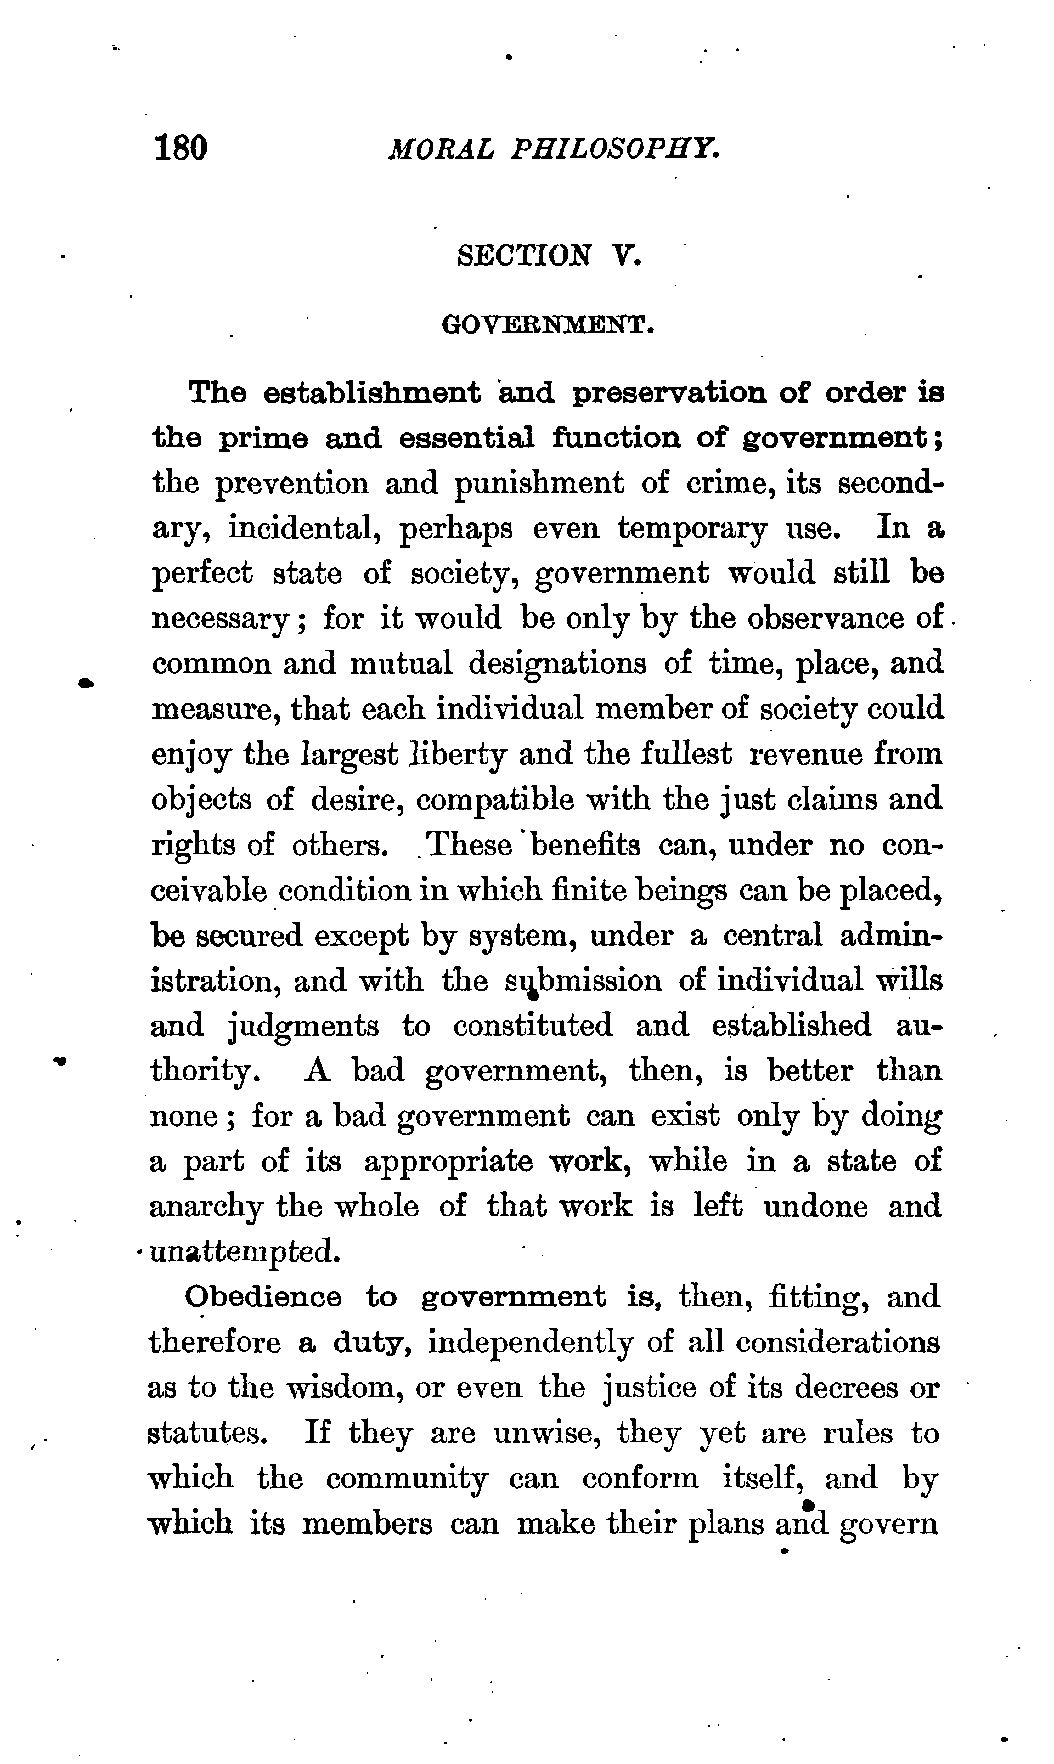 180 MORAL PHILOSOPHY.
SECTION V.
GOVERNMENT.
The establishment and preservation of order is
the prime and essential function of government;
the prevention and punishment of crime, its second-
ary, incidental, perhaps even temporary use. In a
perfect state of society, government would still be
necessary; for it would be only by the observance of
common and mutual designations of time, place, and
measure, that each individual member of society could
enjoy the largest liberty and the fullest revenue from
objects of desire, compatible with the just claims and
rights of others. These benefits can, under no con-
ceivable condition in which finite beings can be placed,
be secured except by system, under a central admin-
istration, and with the submission of individual wills
and judgments to constituted and established au-
thority. A bad government, then, is better than
none; for a bad government can exist only by doing
a part of its appropriate work, while in a state of
anarchy the whole of that work is left undone and
unattempted.
Obedience to government is, then, fitting, and
therefore a duty, independently of all considerations
as to the wisdom, or even the justice of its decrees or
statutes. If they are unwise, they yet are rules to
which the community can conform itself, and by
which its members can make their plans and govern